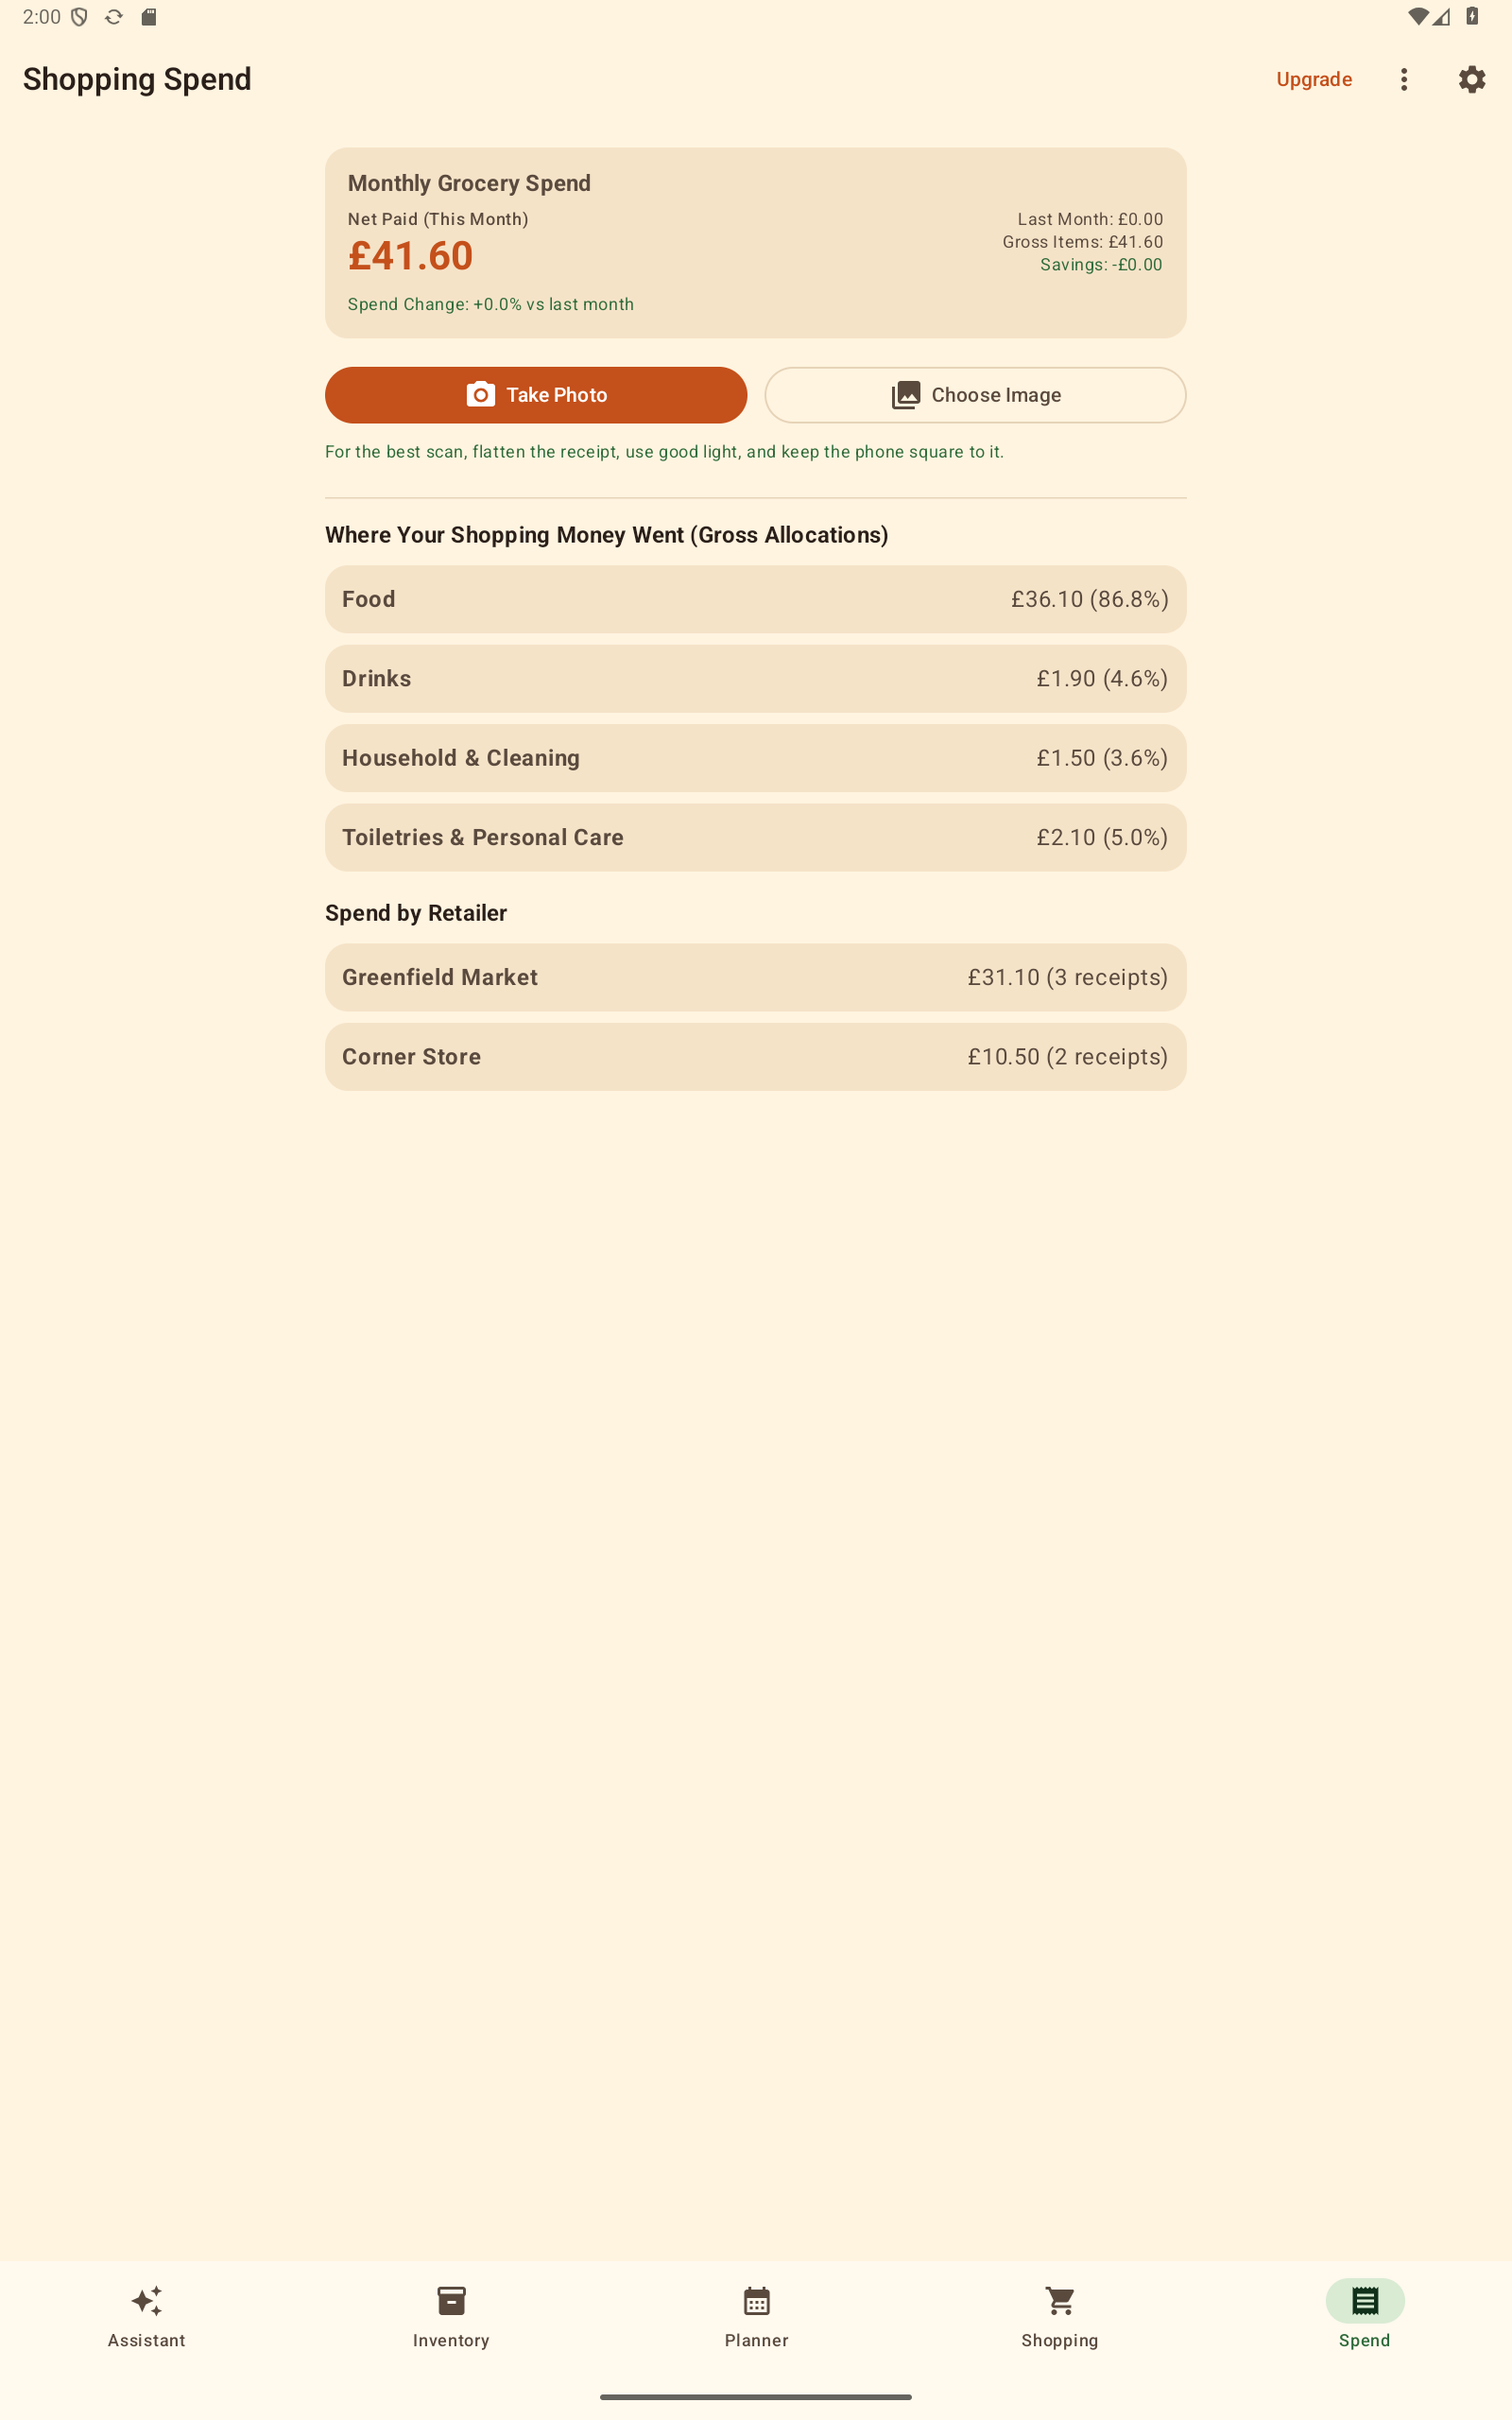 2:00
Shopping Spend
Upgrade
Monthly Grocery Spend
Net Paid (This Month)
£41.60
Last Month: £0.00
Gross Items: £41.60
Savings: -£0.00
Spend Change: +0.0% vs last month
Take Photo
Choose Image
For the best scan, flatten the receipt, use good light, and keep the phone square to it.
Where Your Shopping Money Went (Gross Allocations)
Food £36.10 (86.8%)
Drinks £1.90 (4.6%)
Household & Cleaning £1.50 (3.6%)
Toiletries & Personal Care £2.10 (5.0%)
Spend by Retailer
Greenfield Market £31.10 (3 receipts)
Corner Store £10.50 (2 receipts)
Assistant
Inventory
Planner
Shopping
Spend